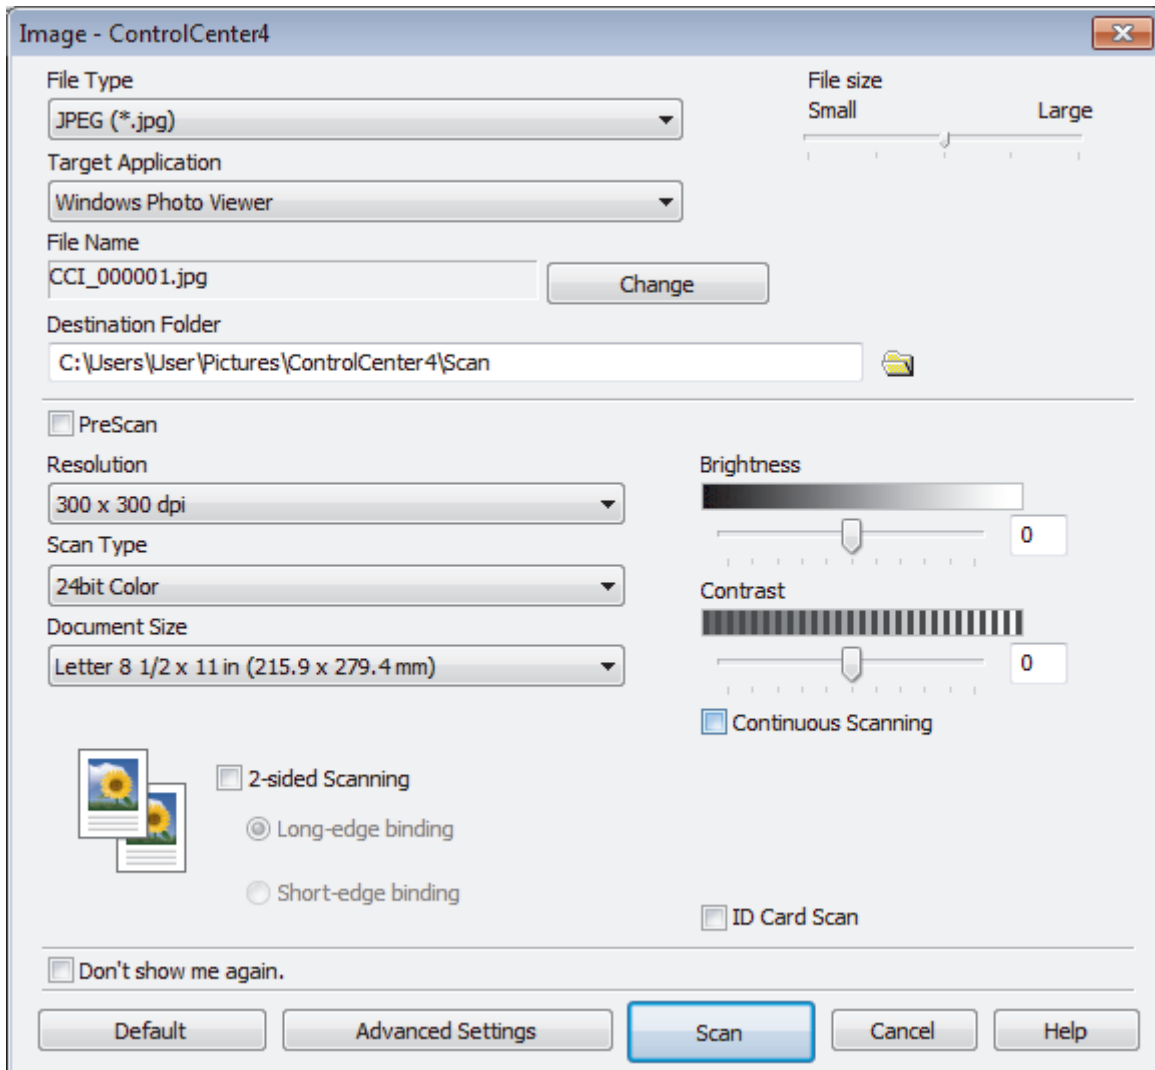 Image - ControlCenter4
File Type
File size
JPEG (*.jpg)
Small Large
Target Application
Windows Photo Viewer
File Name
CCI_000001.jpg
Change
Destination Folder
C:\Users\User\Pictures\ControlCenter4\Scan
PreScan
Resolution
Brightness
300 x 300 dpi
0
Scan Type
24bit Color
Contrast
Document Size
Letter 8 1/2 x 11 in (215.9 x 279.4 mm)
0
Continuous Scanning
2-sided Scanning
Long-edge binding
Short-edge binding
ID Card Scan
Don't show me again.
Default Advanced Settings Scan Cancel Help